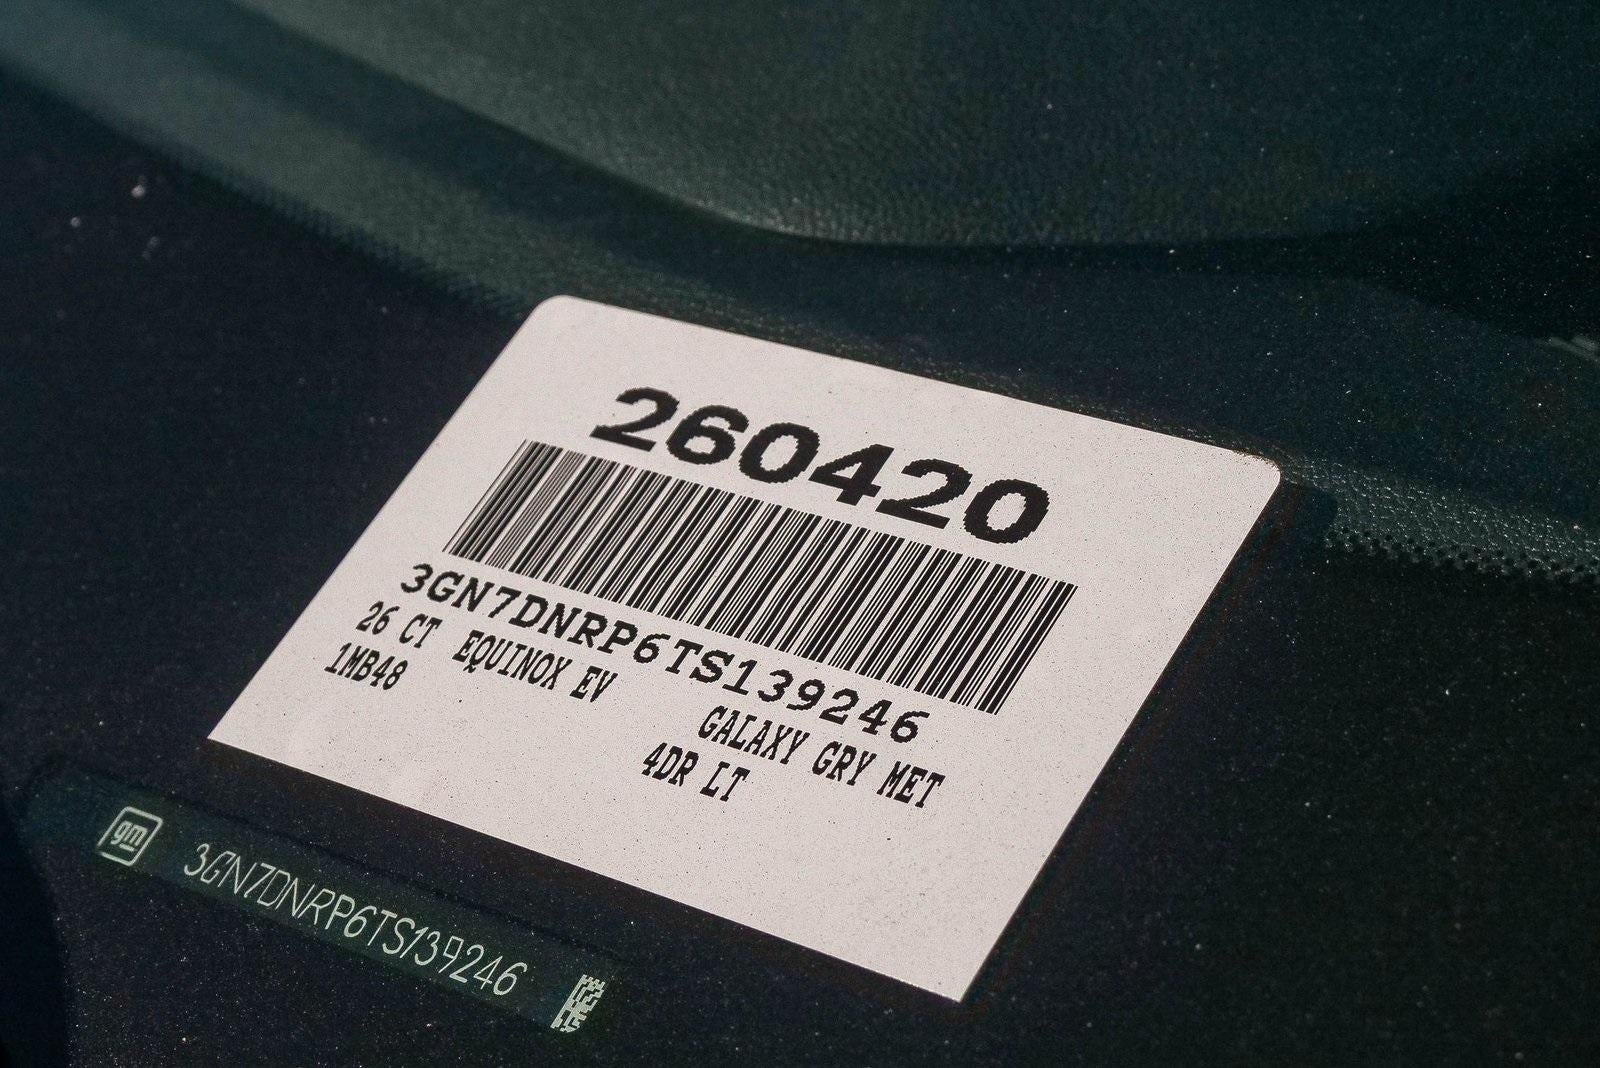 260420
3GN7DNRP6TS139246
26 CT EQUINOX EV GALAXY GRY MET
1MB48 4DR LT
gm 3GN7DNRP6TS139246